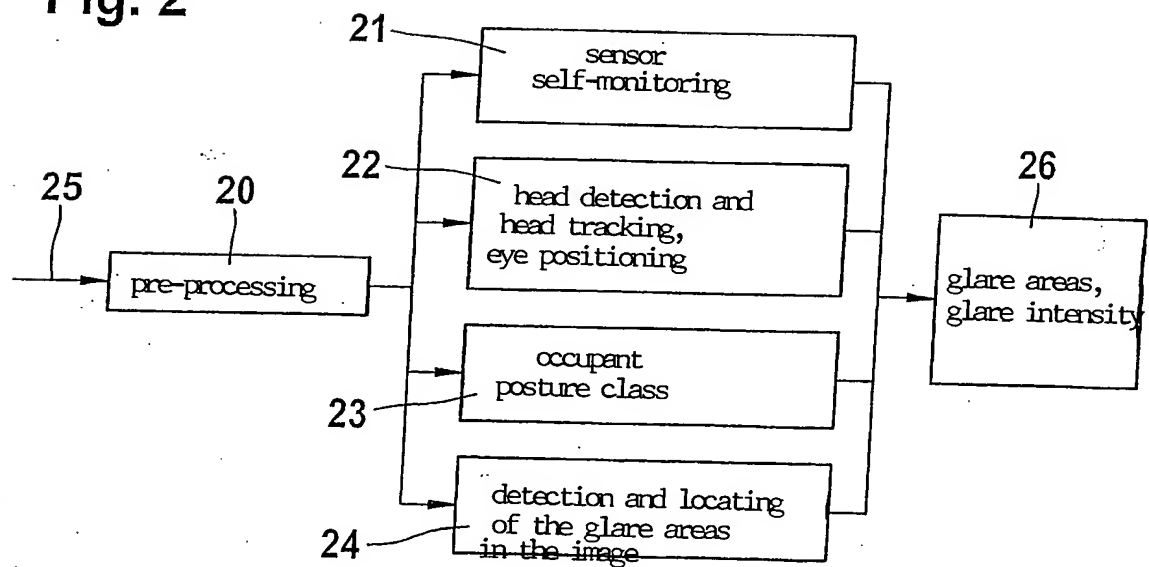 Fig. 2
21
sensor
self-monitoring
22
head detection and
head tracking,
eye positioning
25
20
pre-processing
26
glare areas,
glare intensity
occupant
posture class
23
detection and locating
of the glare areas
in the image
24